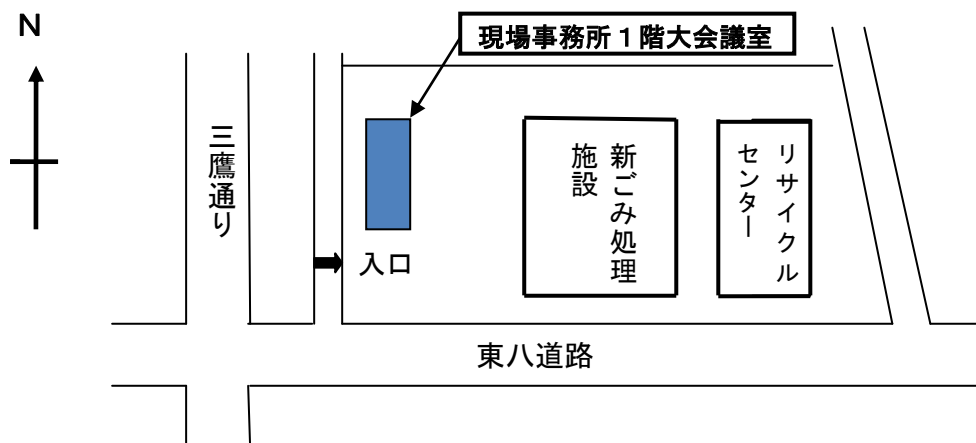 N
現場事務所１階大会議室
三鷹通り
新ごみ処理
施設
リサイクル
センター
入口
東八道路